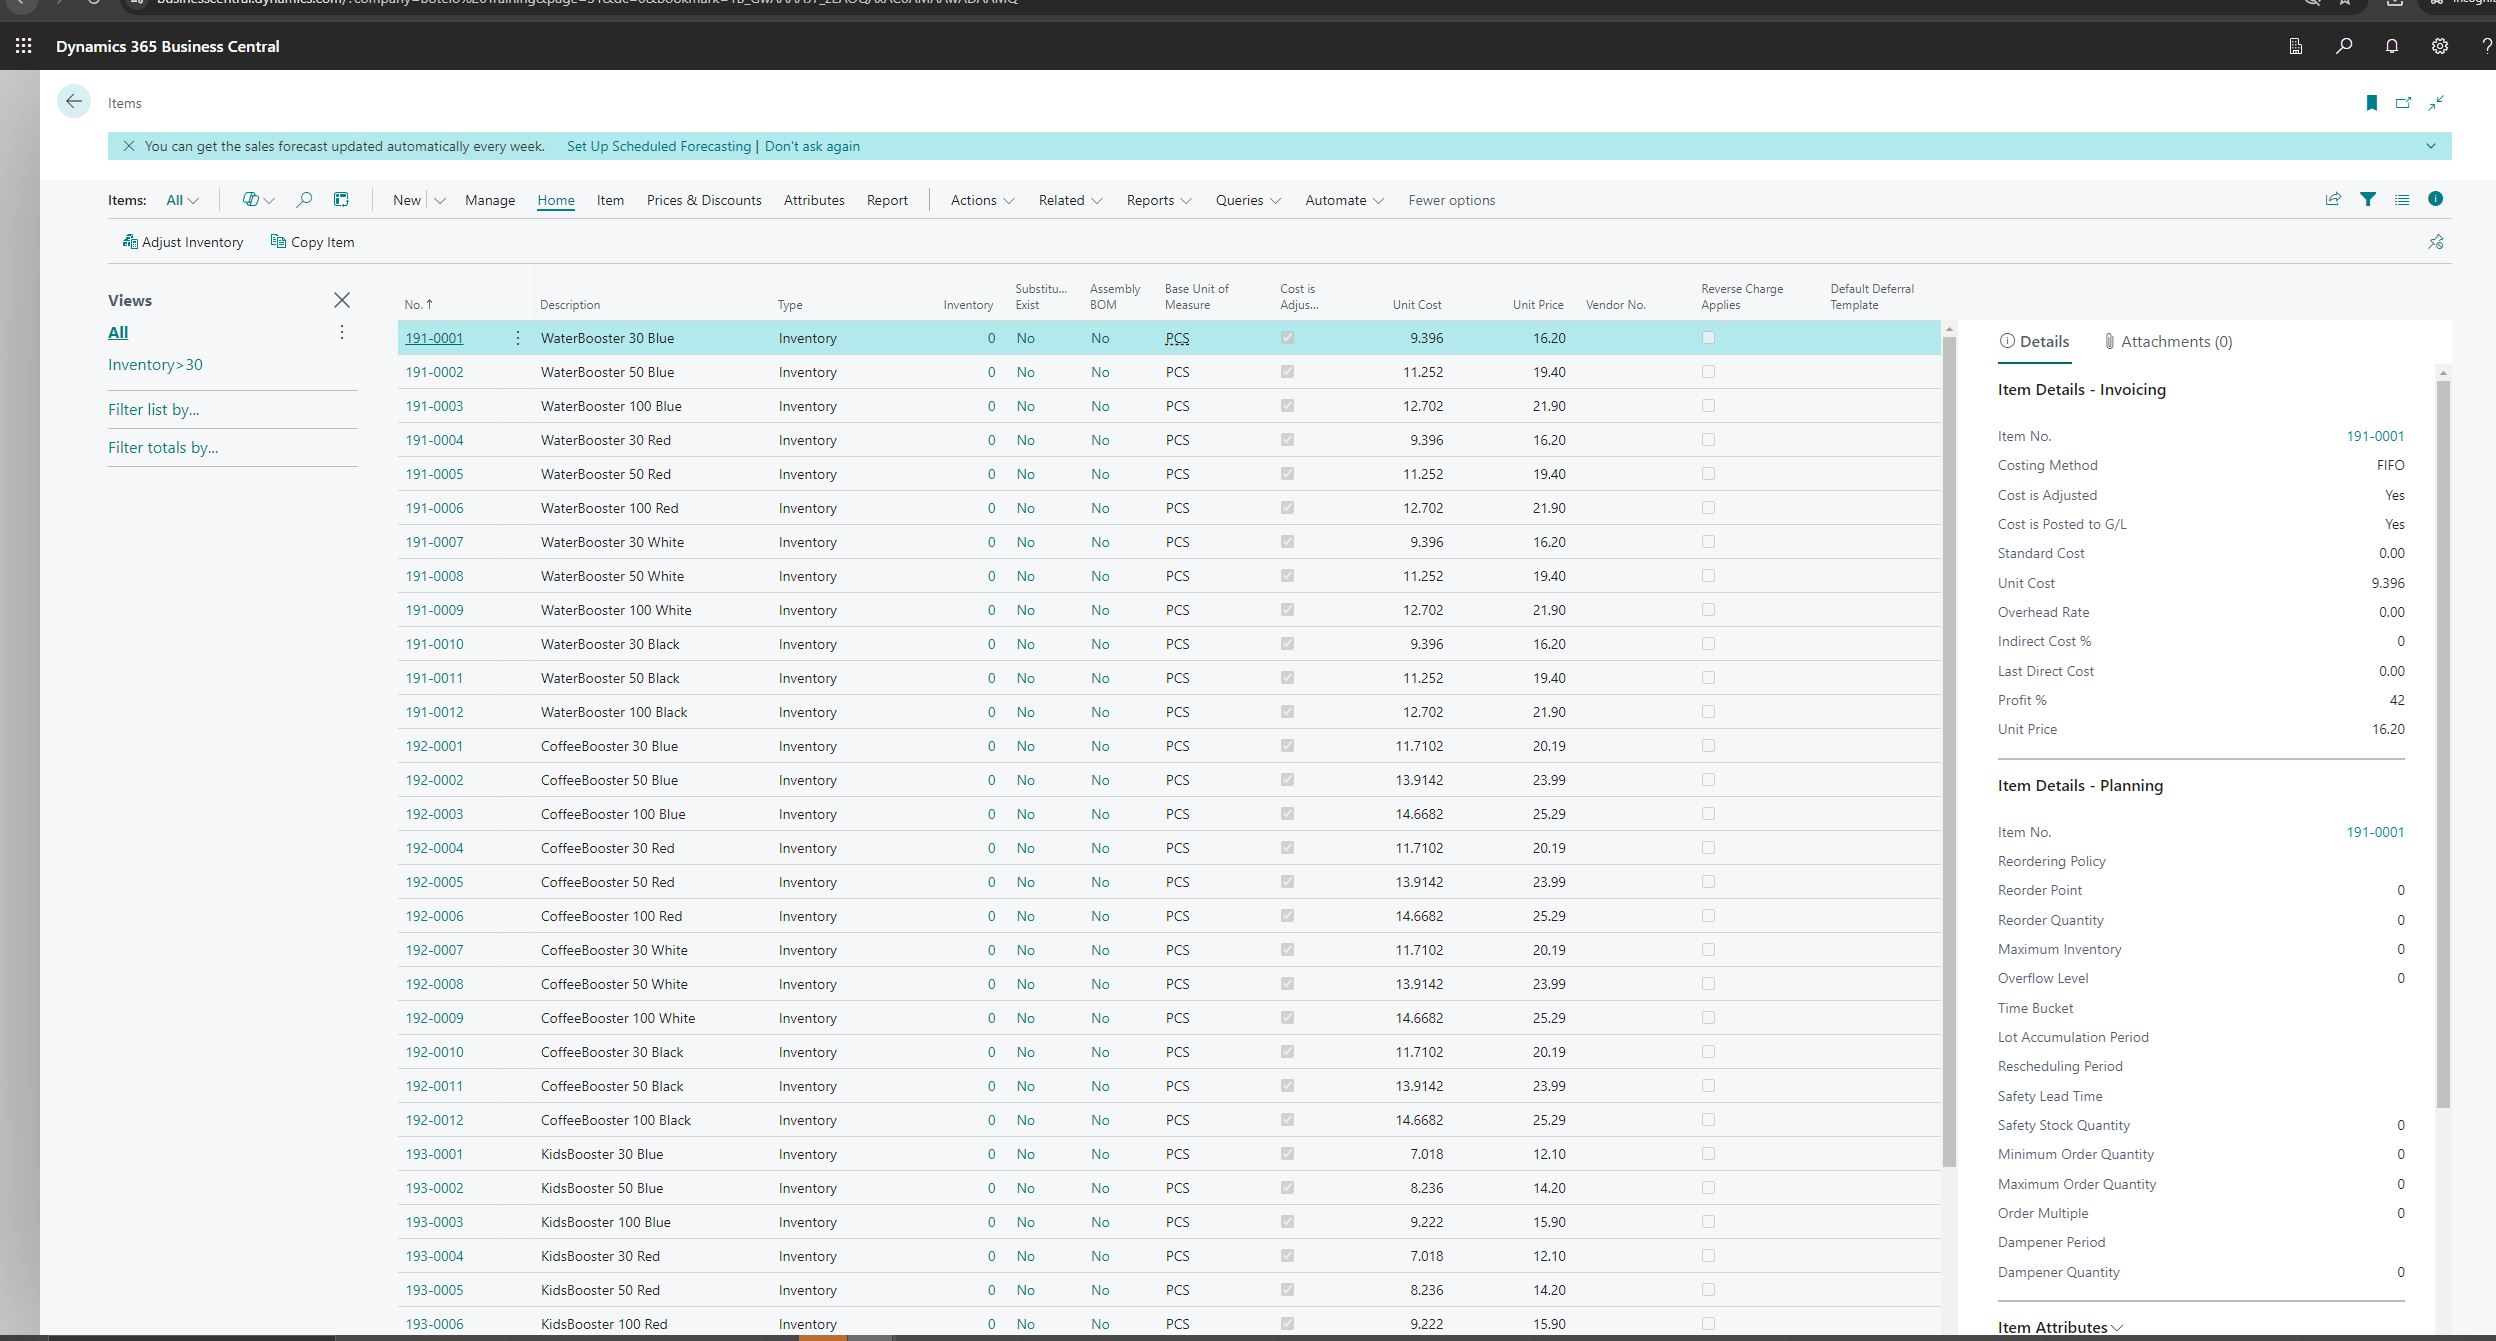 Dynamics 365 Business Central
Items
You can get the sales forecast updated automatically every week. Set Up Scheduled Forecasting | Don't ask again
Items: All New Manage Home Item Prices & Discounts Attributes Report Actions Related Reports Queries Automate Fewer options
Adjust Inventory Copy Item
Views
All
Inventory>30
Filter list by...
Filter totals by...
No. ↑ Description Type Inventory Substitu... Exist Assembly BOM Base Unit of Measure Cost is Adjus... Unit Cost Unit Price Vendor No. Reverse Charge Applies Default Deferral Template
191-0001 WaterBooster 30 Blue Inventory 0 No No PCS 9.396 16.20
191-0002 WaterBooster 50 Blue Inventory 0 No No PCS 11.252 19.40
191-0003 WaterBooster 100 Blue Inventory 0 No No PCS 12.702 21.90
191-0004 WaterBooster 30 Red Inventory 0 No No PCS 9.396 16.20
191-0005 WaterBooster 50 Red Inventory 0 No No PCS 11.252 19.40
191-0006 WaterBooster 100 Red Inventory 0 No No PCS 12.702 21.90
191-0007 WaterBooster 30 White Inventory 0 No No PCS 9.396 16.20
191-0008 WaterBooster 50 White Inventory 0 No No PCS 11.252 19.40
191-0009 WaterBooster 100 White Inventory 0 No No PCS 12.702 21.90
191-0010 WaterBooster 30 Black Inventory 0 No No PCS 9.396 16.20
191-0011 WaterBooster 50 Black Inventory 0 No No PCS 11.252 19.40
191-0012 WaterBooster 100 Black Inventory 0 No No PCS 12.702 21.90
192-0001 CoffeeBooster 30 Blue Inventory 0 No No PCS 11.7102 20.19
192-0002 CoffeeBooster 50 Blue Inventory 0 No No PCS 13.9142 23.99
192-0003 CoffeeBooster 100 Blue Inventory 0 No No PCS 14.6682 25.29
192-0004 CoffeeBooster 30 Red Inventory 0 No No PCS 11.7102 20.19
192-0005 CoffeeBooster 50 Red Inventory 0 No No PCS 13.9142 23.99
192-0006 CoffeeBooster 100 Red Inventory 0 No No PCS 14.6682 25.29
192-0007 CoffeeBooster 30 White Inventory 0 No No PCS 11.7102 20.19
192-0008 CoffeeBooster 50 White Inventory 0 No No PCS 13.9142 23.99
192-0009 CoffeeBooster 100 White Inventory 0 No No PCS 14.6682 25.29
192-0010 CoffeeBooster 30 Black Inventory 0 No No PCS 11.7102 20.19
192-0011 CoffeeBooster 50 Black Inventory 0 No No PCS 13.9142 23.99
192-0012 CoffeeBooster 100 Black Inventory 0 No No PCS 14.6682 25.29
193-0001 KidsBooster 30 Blue Inventory 0 No No PCS 7.018 12.10
193-0002 KidsBooster 50 Blue Inventory 0 No No PCS 8.236 14.20
193-0003 KidsBooster 100 Blue Inventory 0 No No PCS 9.222 15.90
193-0004 KidsBooster 30 Red Inventory 0 No No PCS 7.018 12.10
193-0005 KidsBooster 50 Red Inventory 0 No No PCS 8.236 14.20
193-0006 KidsBooster 100 Red Inventory 0 No No PCS 9.222 15.90
Details Attachments (0)
Item Details - Invoicing
Item No. 191-0001
Costing Method FIFO
Cost is Adjusted Yes
Cost is Posted to G/L Yes
Standard Cost 0.00
Unit Cost 9.396
Overhead Rate 0.00
Indirect Cost % 0
Last Direct Cost 0.00
Profit % 42
Unit Price 16.20
Item Details - Planning
Item No. 191-0001
Reordering Policy
Reorder Point 0
Reorder Quantity 0
Maximum Inventory 0
Overflow Level 0
Time Bucket
Lot Accumulation Period
Rescheduling Period
Safety Lead Time
Safety Stock Quantity 0
Minimum Order Quantity 0
Maximum Order Quantity 0
Order Multiple 0
Dampener Period
Dampener Quantity 0
Item Attributes